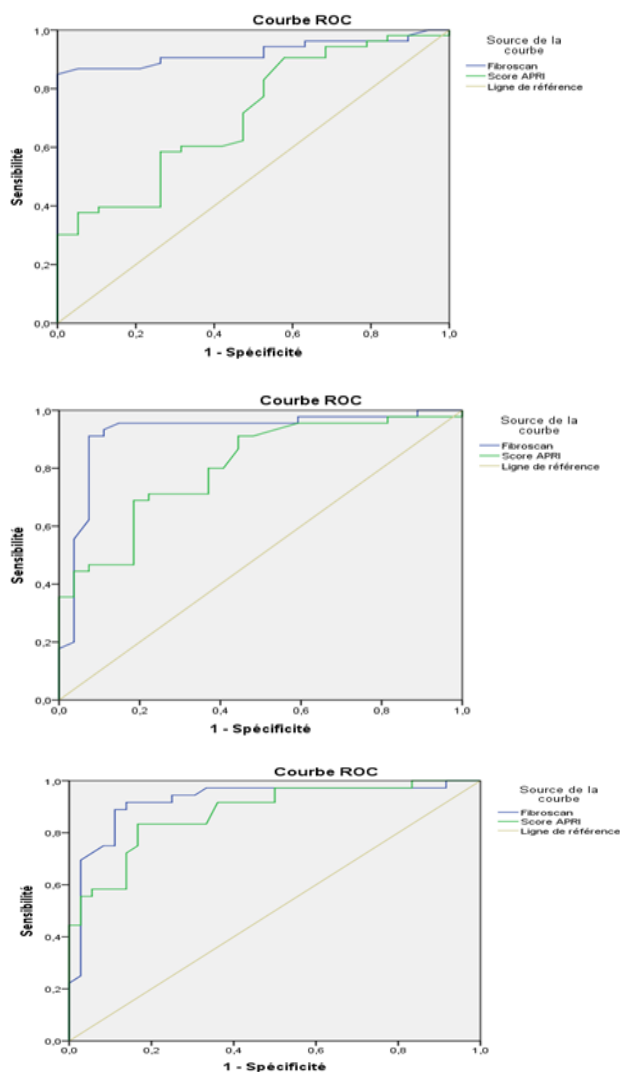 Courbe ROC
Source de la
courbe
Fibroscan
Score APRI
Ligne de référence
1,0
0,8
0,6
0,4
0,2
0,0
Sensibilité
0,0 0,2 0,4 0,6 0,8 1,0
1 - Spécificité
Courbe ROC
Source de la
courbe
Fibroscan
Score APRI
Ligne de référence
1,0
0,8
0,6
0,4
0,2
0,0
Sensibilité
0,0 0,2 0,4 0,6 0,8 1,0
1 - Spécificité
Courbe ROC
Source de la
courbe
Fibroscan
Score APRI
Ligne de référence
1,0
0,8
0,6
0,4
0,2
0,0
Sensibilité
0,0 0,2 0,4 0,6 0,8 1,0
1 - Spécificité